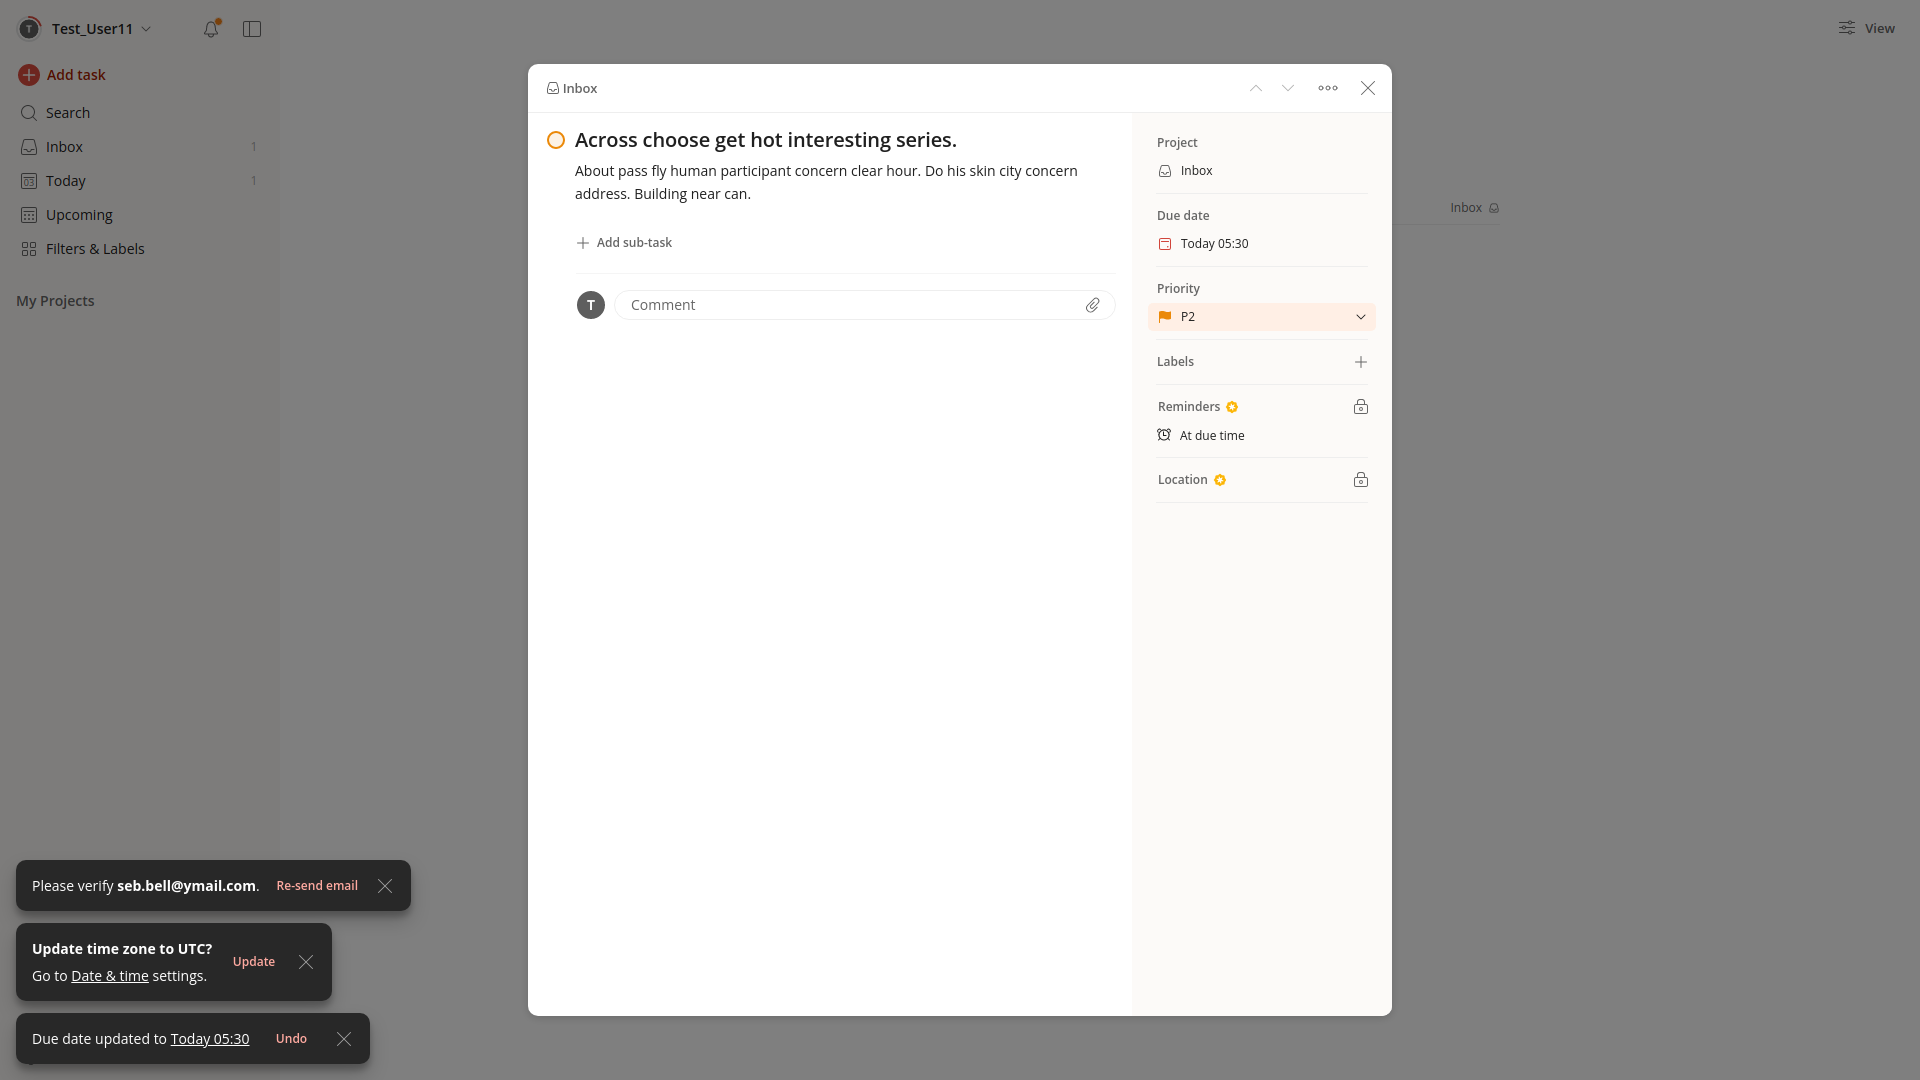 T
Test_User11
Add task
Search
Inbox 1
03
Today 1
Upcoming
Filters & Labels
My Projects
View
Inbox
Inbox
Across choose get hot interesting series.
About pass fly human participant concern clear hour. Do his skin city concern
address. Building near can.
Add sub-task
T
Comment
Project
Inbox
Due date
Today 05:30
Priority
P2
Labels
Reminders
At due time
Location
Please verify seb.bell@ymail.com. Re-send email
Update time zone to UTC?
Go to Date & time settings.
Update
Due date updated to Today 05:30 Undo